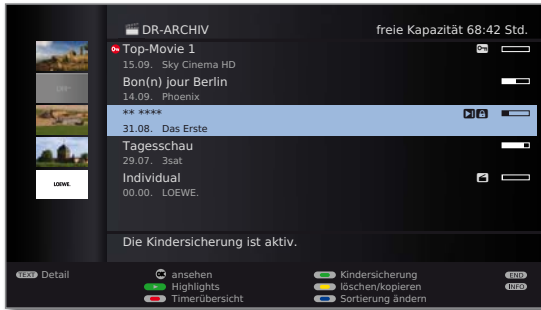 DR-ARCHIV freie Kapazität 68:42 Std.
Top-Movie 1
15.09. Sky Cinema HD
Bon(n) jour Berlin
14.09. Phoenix
** ****
31.08. Das Erste
Tagesschau
29.07. 3sat
Individual
00.00. LOEWE.
LOEWE.
Die Kindersicherung ist aktiv.
TEXT Detail OK ansehen Kindersicherung END
Highlights löschen/kopieren INFO
Timerübersicht Sortierung ändern